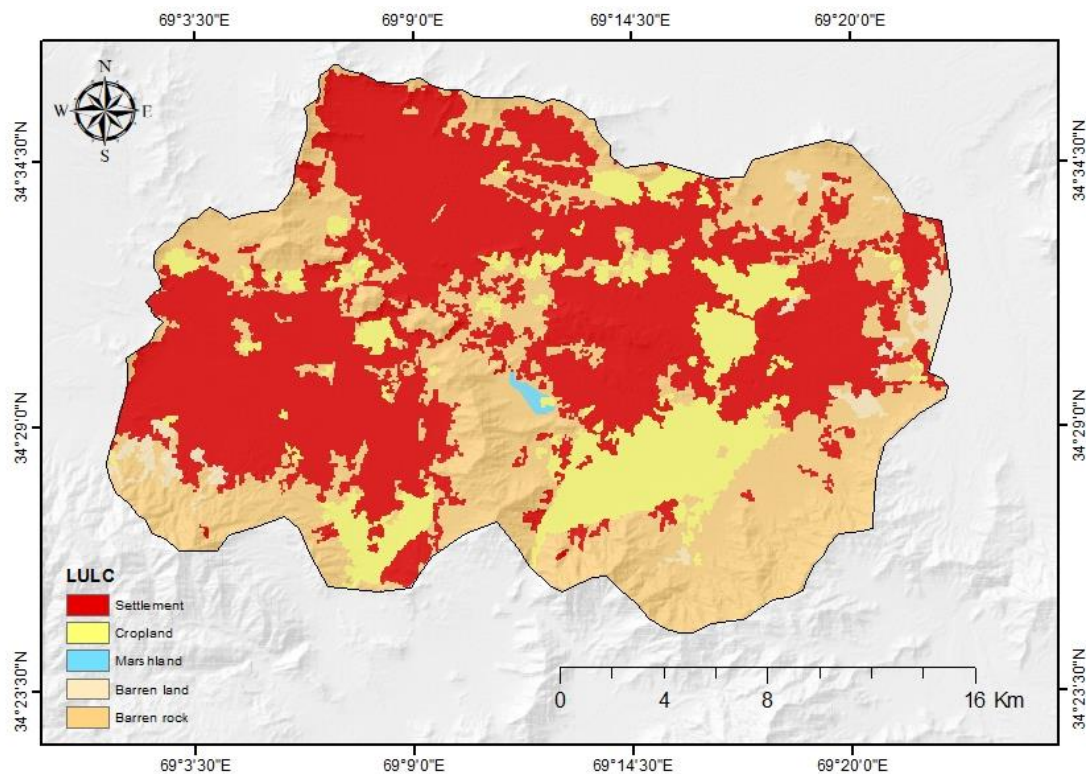 69°3'30"E 69°9'0"E 69°14'30"E 69°20'0"E
N
W E
S
34°34'30"N 34°34'30"N
34°29'0"N 34°29'0"N
34°23'30"N 34°23'30"N
LULC
Settlement
Cropland
Marshland
Barren land
Barren rock
0 4 8 16 Km
69°3'30"E 69°9'0"E 69°14'30"E 69°20'0"E